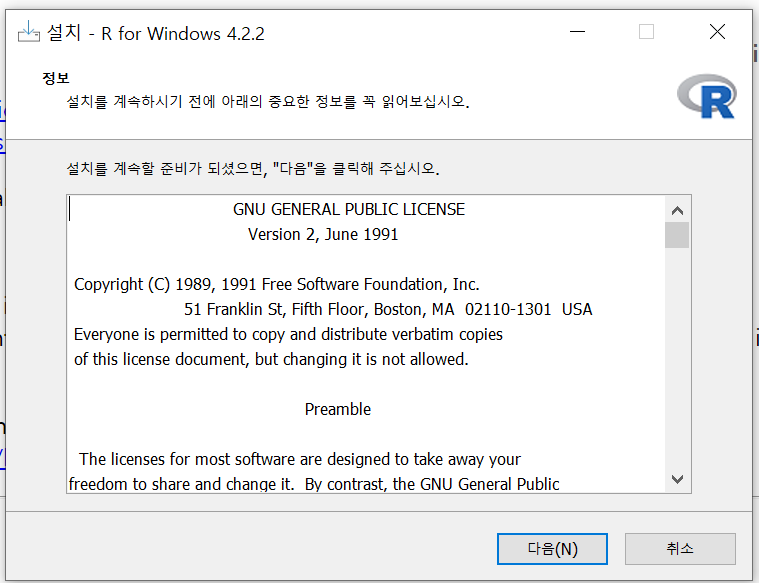 설치 - R for Windows 4.2.2
정보
설치를 계속하시기 전에 아래의 중요한 정보를 꼭 읽어보십시오.
R
설치를 계속할 준비가 되셨으면, "다음"을 클릭해 주십시오.
GNU GENERAL PUBLIC LICENSE
Version 2, June 1991
Copyright (C) 1989, 1991 Free Software Foundation, Inc.
51 Franklin St, Fifth Floor, Boston, MA  02110-1301  USA
Everyone is permitted to copy and distribute verbatim copies
of this license document, but changing it is not allowed.
Preamble
The licenses for most software are designed to take away your
freedom to share and change it.  By contrast, the GNU General Public
다음(N)
취소